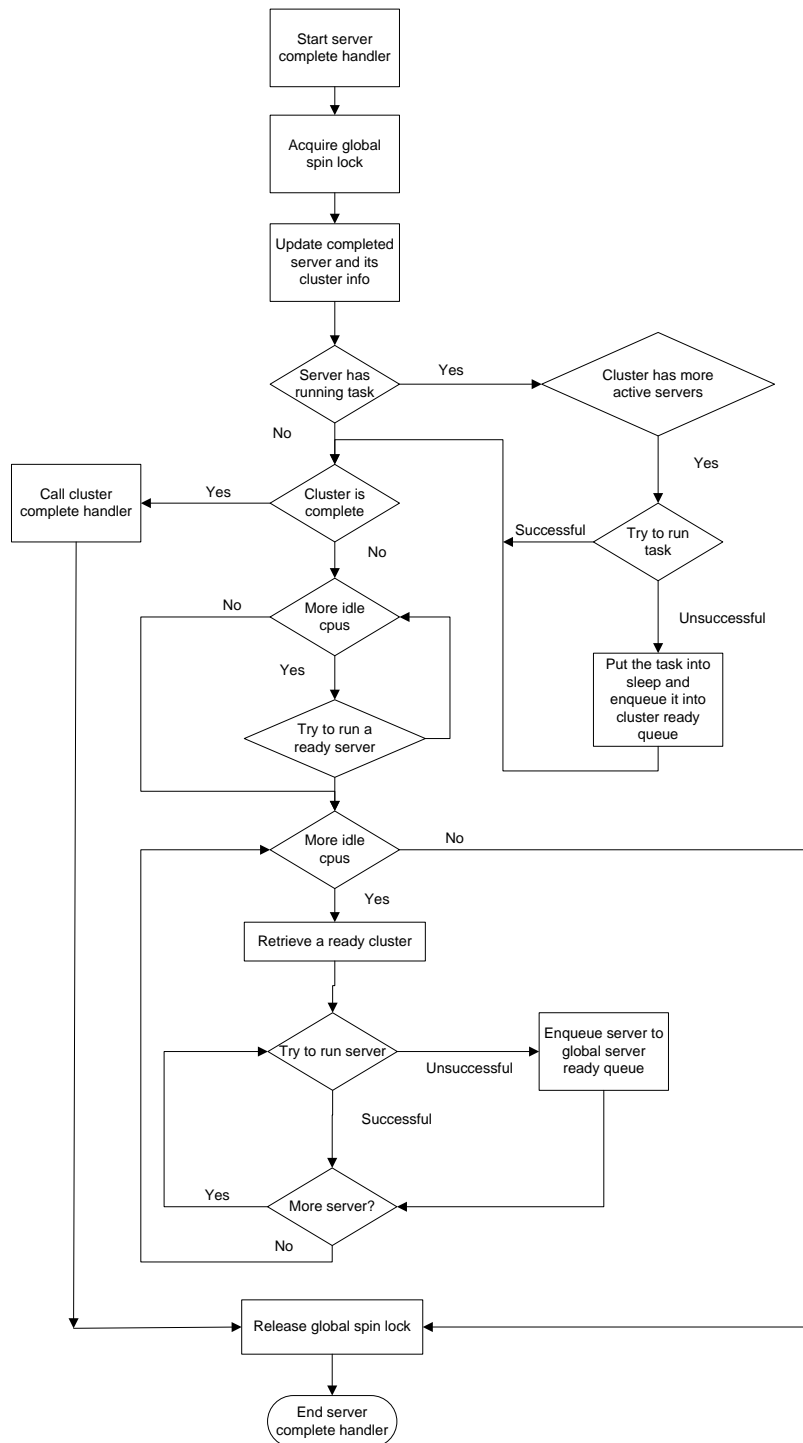 Start server
complete handler
Acquire global
spin lock
Update completed
server and its
cluster info
Server has
running task
Yes
Cluster has more
active servers
No
Yes
Call cluster
complete handler
Yes
Cluster is
complete
Successful
Try to run
task
No
No
More idle
cpus
Unsuccessful
Yes
Put the task into
sleep and
enqueue it into
cluster ready
queue
Try to run a
ready server
More idle
cpus
No
Yes
Retrieve a ready cluster
Try to run server
Unsuccessful
Enqueue server to
global server
ready queue
Successful
Yes
More server?
No
Release global spin lock
End server
complete handler